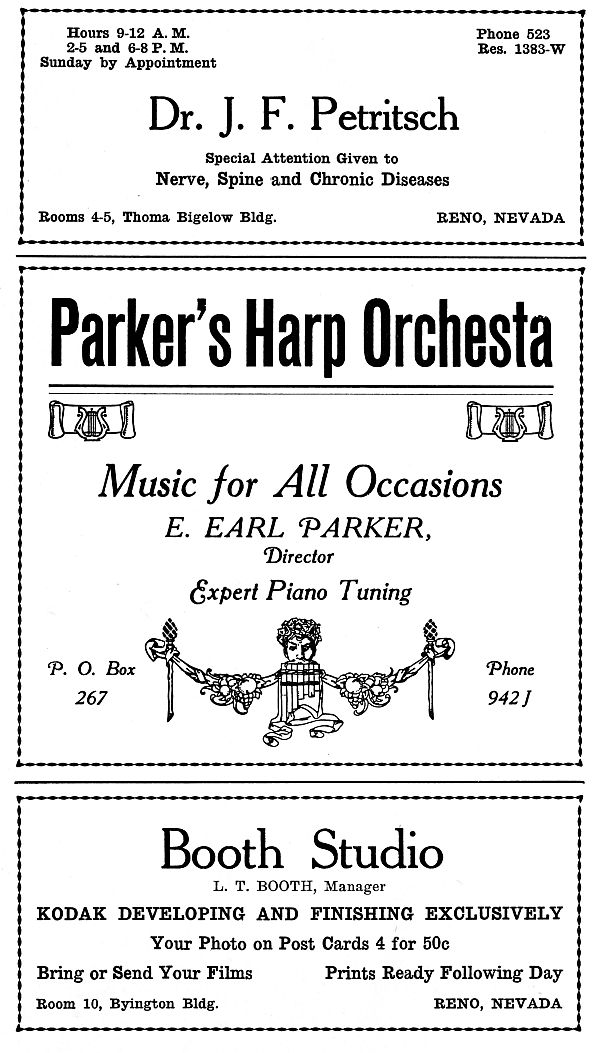 Hours 9-12 A. M.
2-5 and 6-8 P. M.
Sunday by Appointment
Phone 523
Res. 1383-W
Dr. J. F. Petritsch
Special Attention Given to
Nerve, Spine and Chronic Diseases
Rooms 4-5, Thoma Bigelow Bldg.
RENO, NEVADA
Parker's Harp Orchesta
Music for All Occasions
E. EARL PARKER,
Director
Expert Piano Tuning
P. O. Box
267
Phone
942 J
Booth Studio
L. T. BOOTH, Manager
KODAK DEVELOPING AND FINISHING EXCLUSIVELY
Your Photo on Post Cards 4 for 50c
Bring or Send Your Films
Prints Ready Following Day
Room 10, Byington Bldg.
RENO, NEVADA